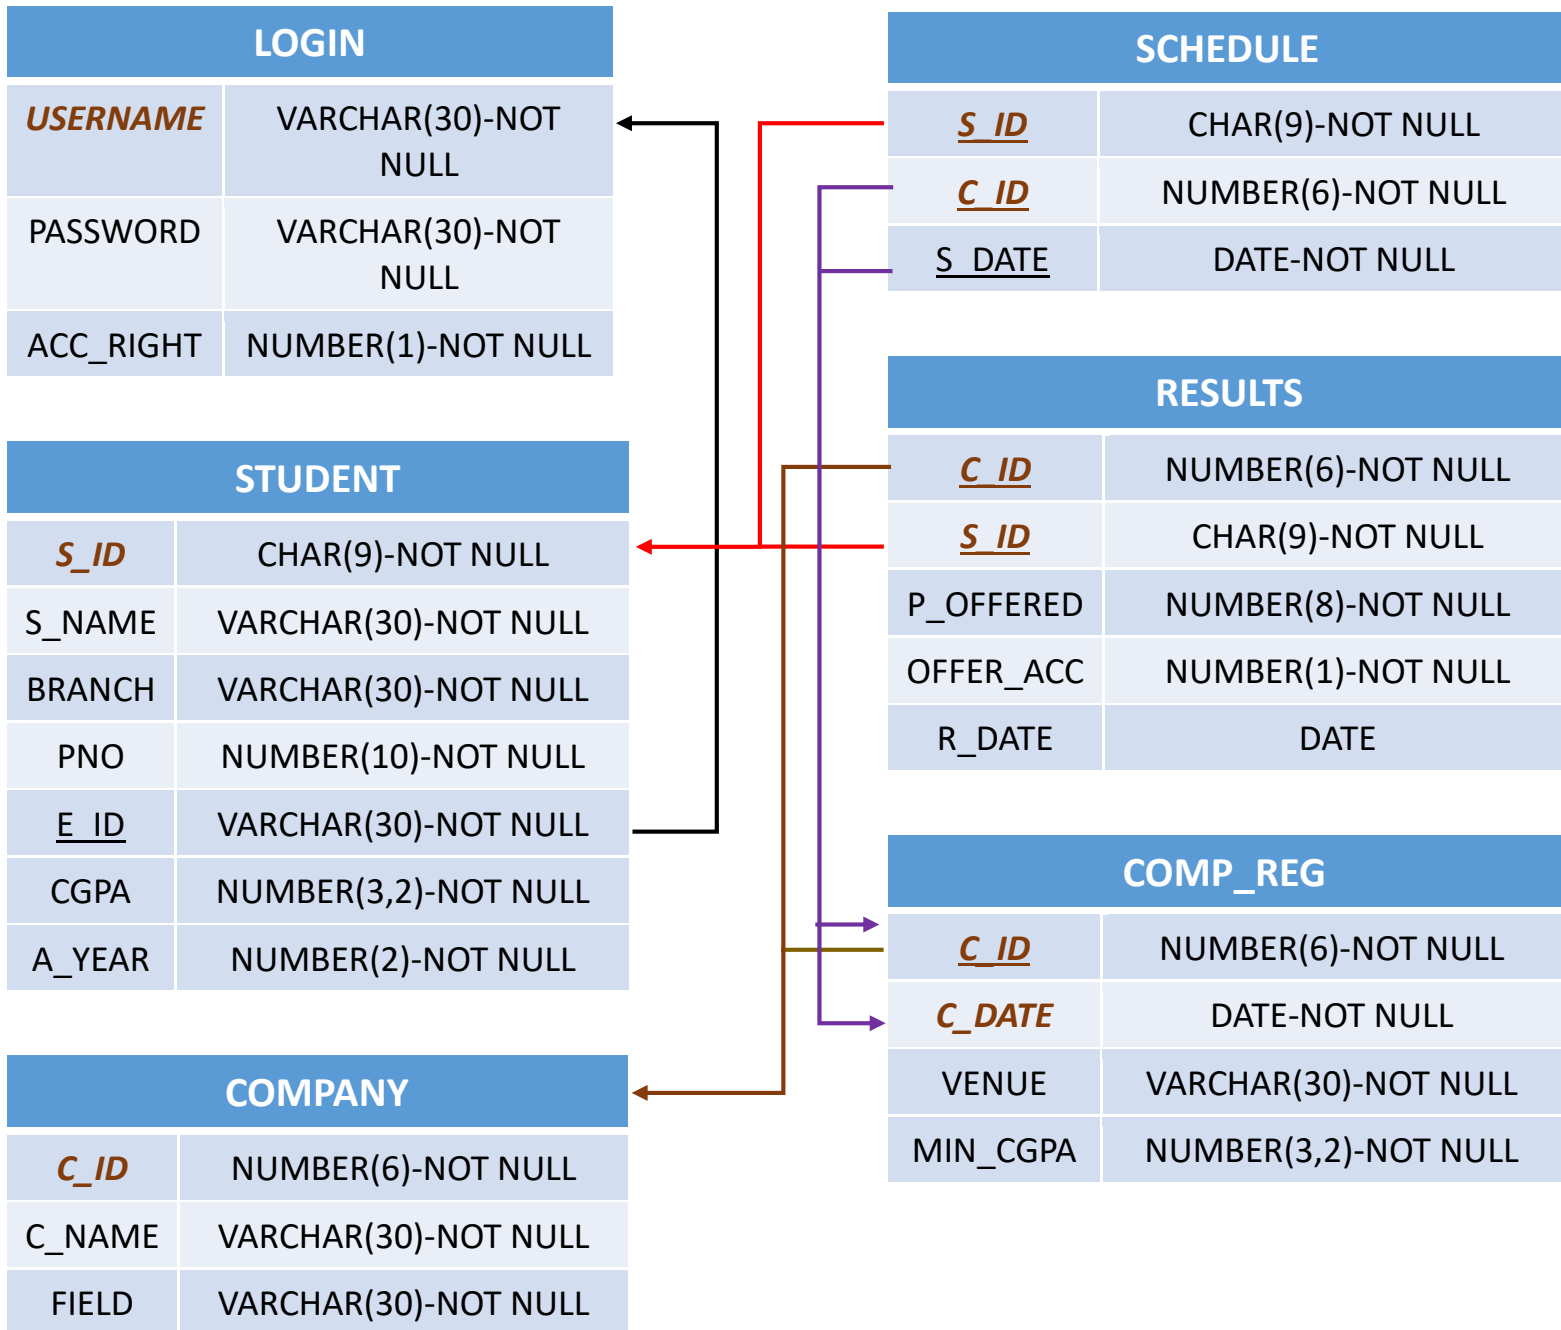 LOGIN
USERNAME VARCHAR(30)-NOT
NULL
PASSWORD VARCHAR(30)-NOT
NULL
ACC_RIGHT NUMBER(1)-NOT NULL
STUDENT
S_ID CHAR(9)-NOT NULL
S_NAME VARCHAR(30)-NOT NULL
BRANCH VARCHAR(30)-NOT NULL
PNO NUMBER(10)-NOT NULL
E_ID VARCHAR(30)-NOT NULL
CGPA NUMBER(3,2)-NOT NULL
A_YEAR NUMBER(2)-NOT NULL
COMPANY
C_ID NUMBER(6)-NOT NULL
C_NAME VARCHAR(30)-NOT NULL
FIELD VARCHAR(30)-NOT NULL
SCHEDULE
S_ID CHAR(9)-NOT NULL
C_ID NUMBER(6)-NOT NULL
S_DATE DATE-NOT NULL
RESULTS
C_ID NUMBER(6)-NOT NULL
S_ID CHAR(9)-NOT NULL
P_OFFERED NUMBER(8)-NOT NULL
OFFER_ACC NUMBER(1)-NOT NULL
R_DATE DATE
COMP_REG
C_ID NUMBER(6)-NOT NULL
C_DATE DATE-NOT NULL
VENUE VARCHAR(30)-NOT NULL
MIN_CGPA NUMBER(3,2)-NOT NULL